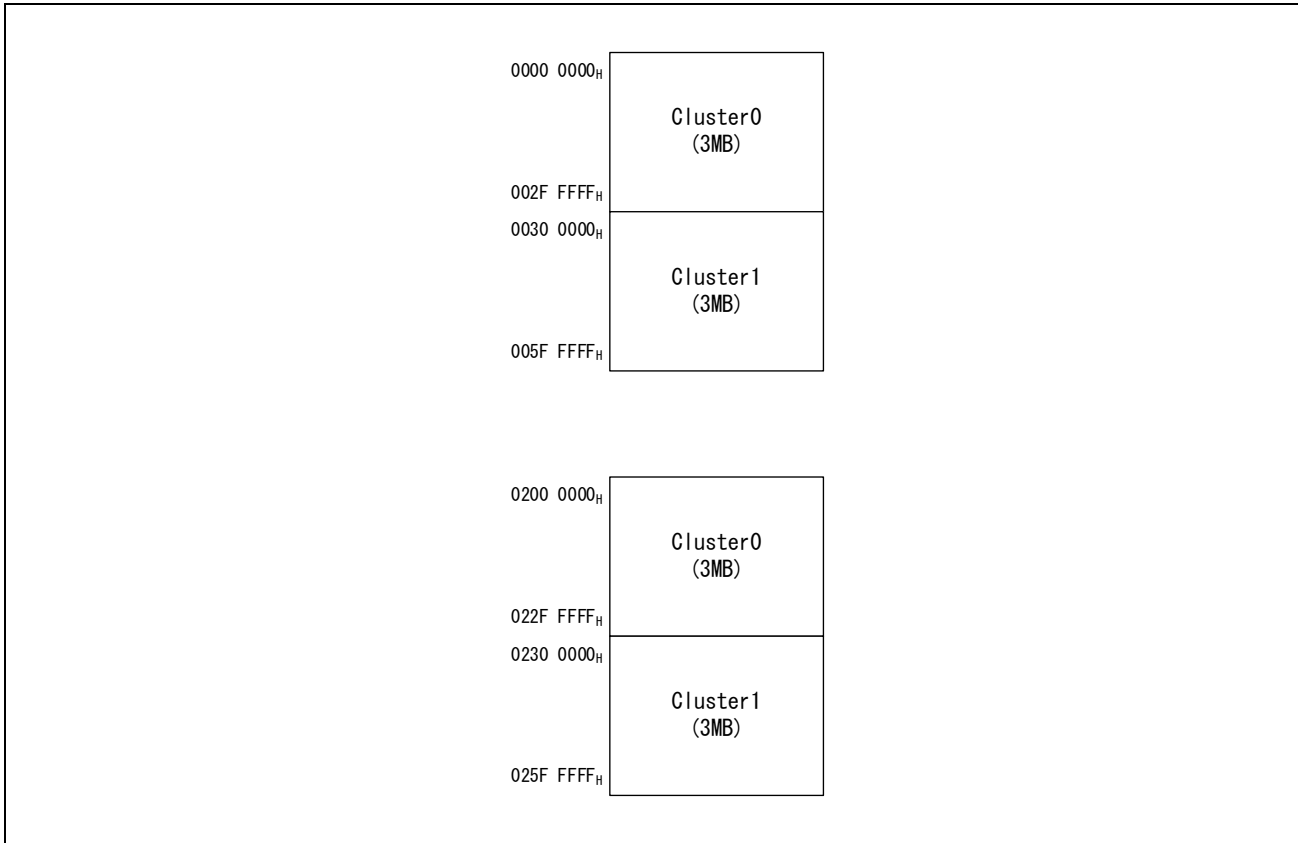 0000 0000H
Cluster0
(3MB)
002F FFFFH
0030 0000H
Cluster1
(3MB)
005F FFFFH
0200 0000H
Cluster0
(3MB)
022F FFFFH
0230 0000H
Cluster1
(3MB)
025F FFFFH